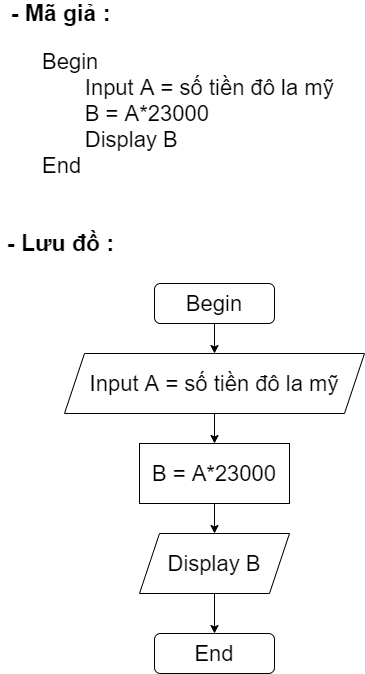 - Mã giả :
Begin
Input A = số tiền đô la mỹ
B = A*23000
Display B
End
- Lưu đồ :
Begin
Input A = số tiền đô la mỹ
B = A*23000
Display B
End